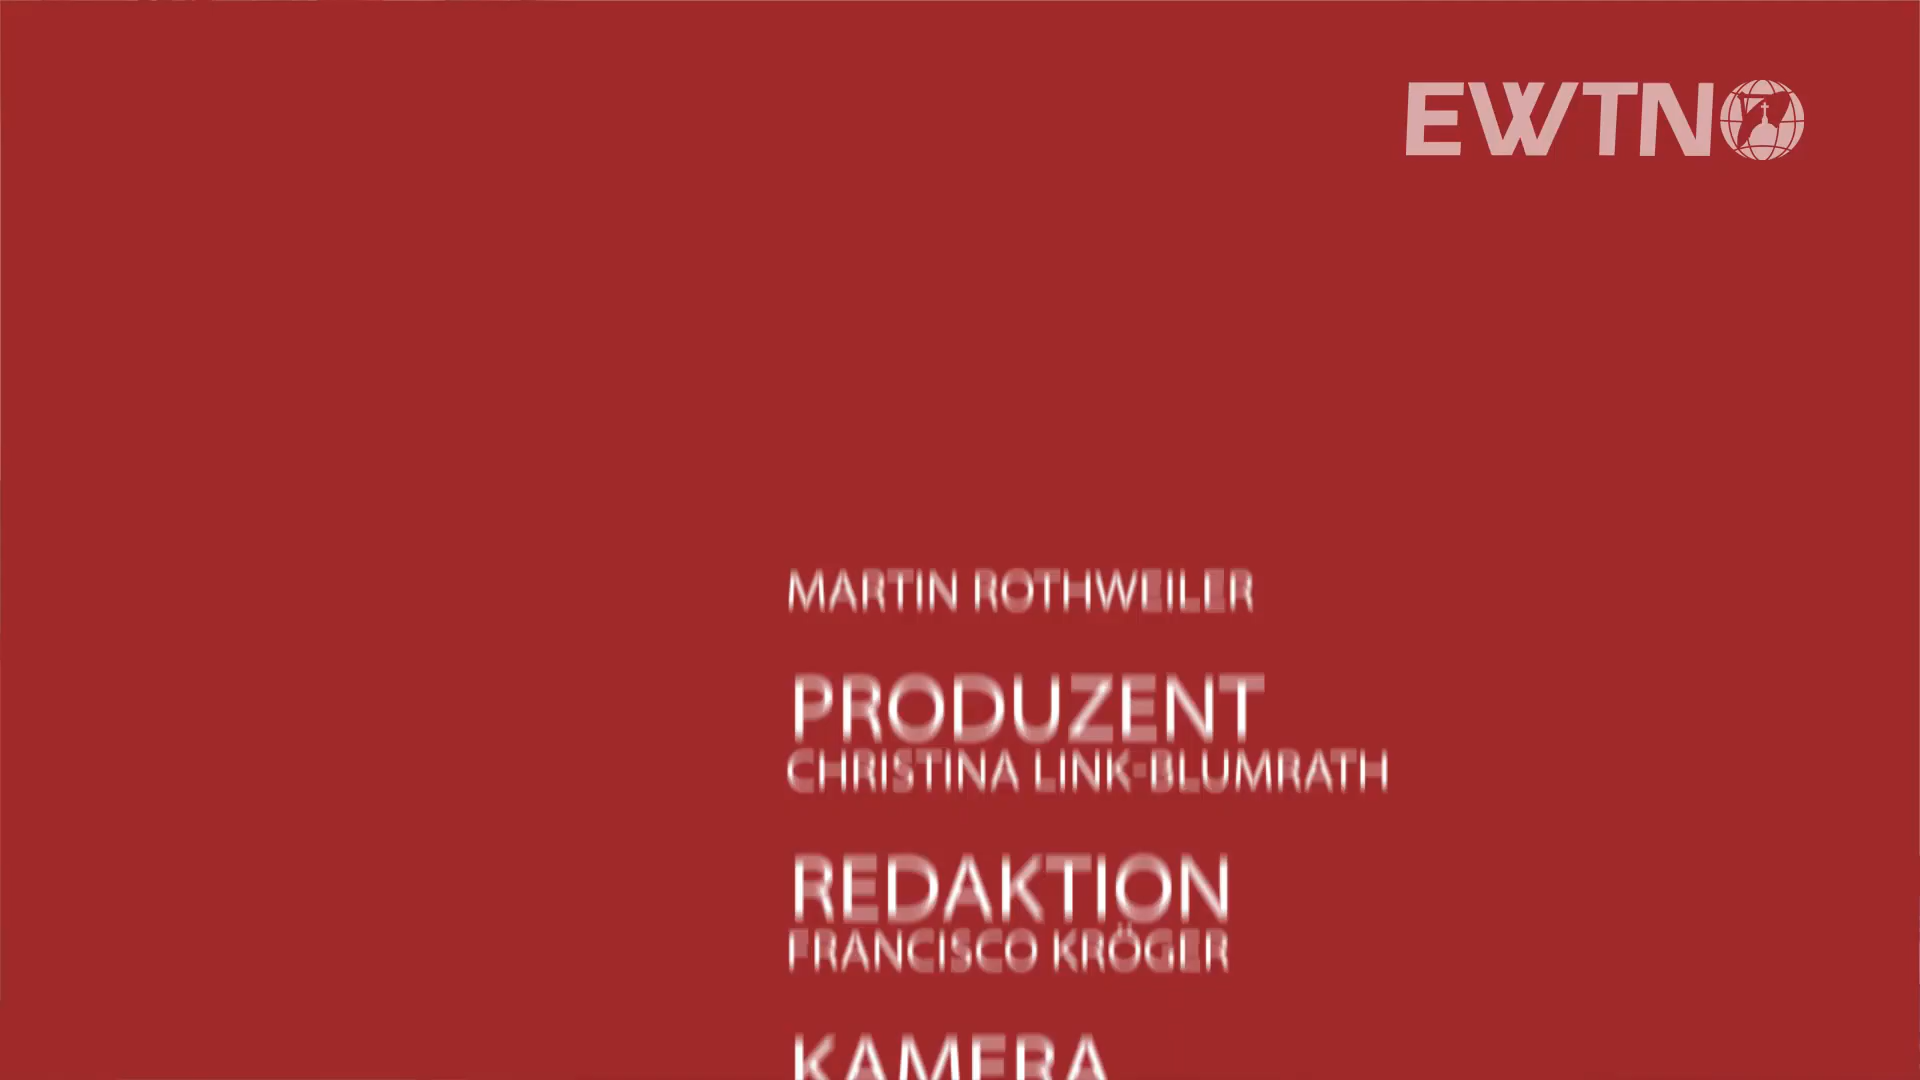 EWTN
MARTIN ROTHWEILER
PRODUZENT
CHRISTINA LINK-BLUMRATH
REDAKTION
FRANCISCO KRÖGER
KAMERA